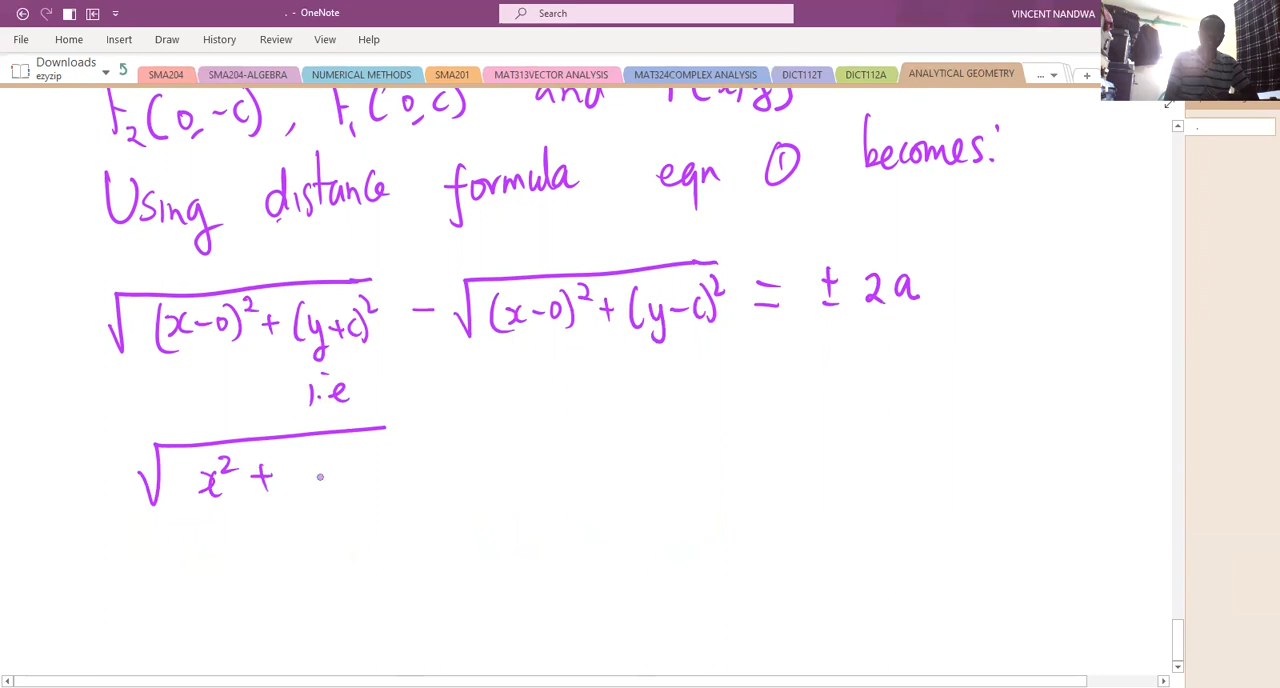 . - OneNote
Search
VINCENT NANDWA
File Home Insert Draw History Review View Help
Downloads
ezyzip
SMA204 SMA204-ALGEBRA NUMERICAL METHODS SMA201 MAT313VECTOR ANALYSIS MAT324COMPLEX ANALYSIS DICT112T DICT112A ANALYTICAL GEOMETRY ... +
F₂(0,-c), F₁(0,c) and P(x,y)
Using distance formula eqn ① becomes:
√((x-0)²+(y+c)²) - √((x-0)²+(y-c)²) = ± 2a
i.e
√(x² +